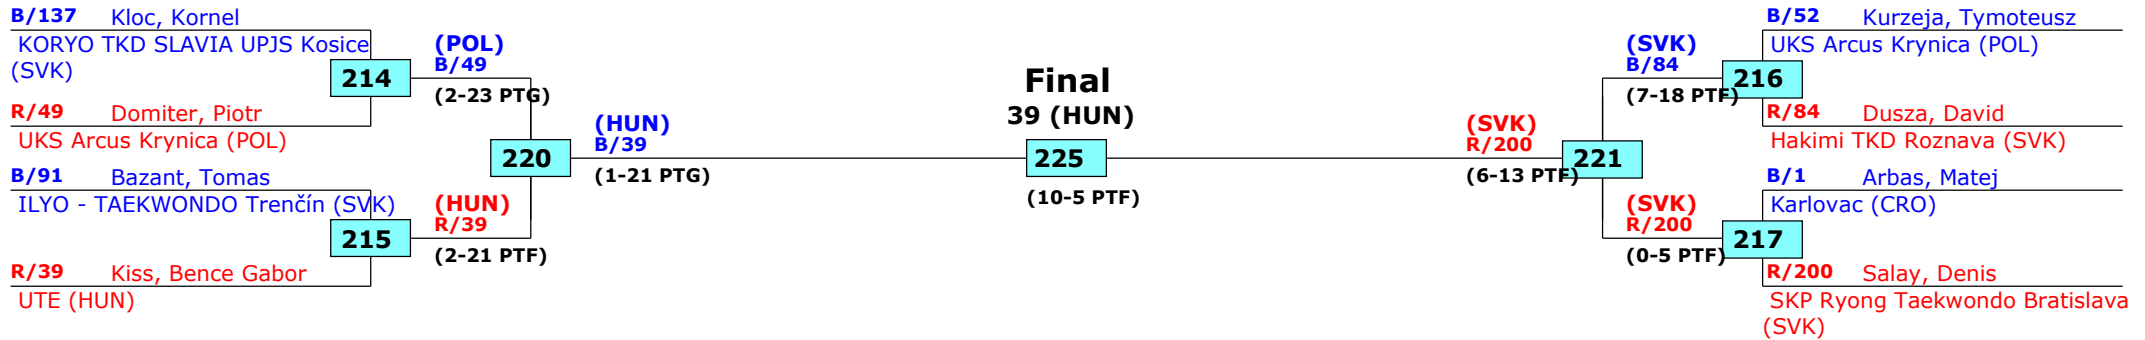 B/137 Kloc, Kornel
KORYO TKD SLAVIA UPJS Kosice
(SVK)
214
R/49 Domiter, Piotr
UKS Arcus Krynica (POL)
B/91 Bazant, Tomas
ILYO - TAEKWONDO Trenčín (SVK)
215
R/39 Kiss, Bence Gabor
UTE (HUN)
(POL)
B/49
(2-23 PTG)
220
(HUN)
R/39
(2-21 PTF)
(HUN)
B/39
(1-21 PTG)
Final
39 (HUN)
225
(10-5 PTF)
(SVK)
R/200
(6-13 PTF)
221
(SVK)
B/84
(7-18 PTF)
(SVK)
R/200
(0-5 PTF)
B/52 Kurzeja, Tymoteusz
UKS Arcus Krynica (POL)
216
R/84 Dusza, David
Hakimi TKD Roznava (SVK)
B/1 Arbas, Matej
Karlovac (CRO)
217
R/200 Salay, Denis
SKP Ryong Taekwondo Bratislava
(SVK)